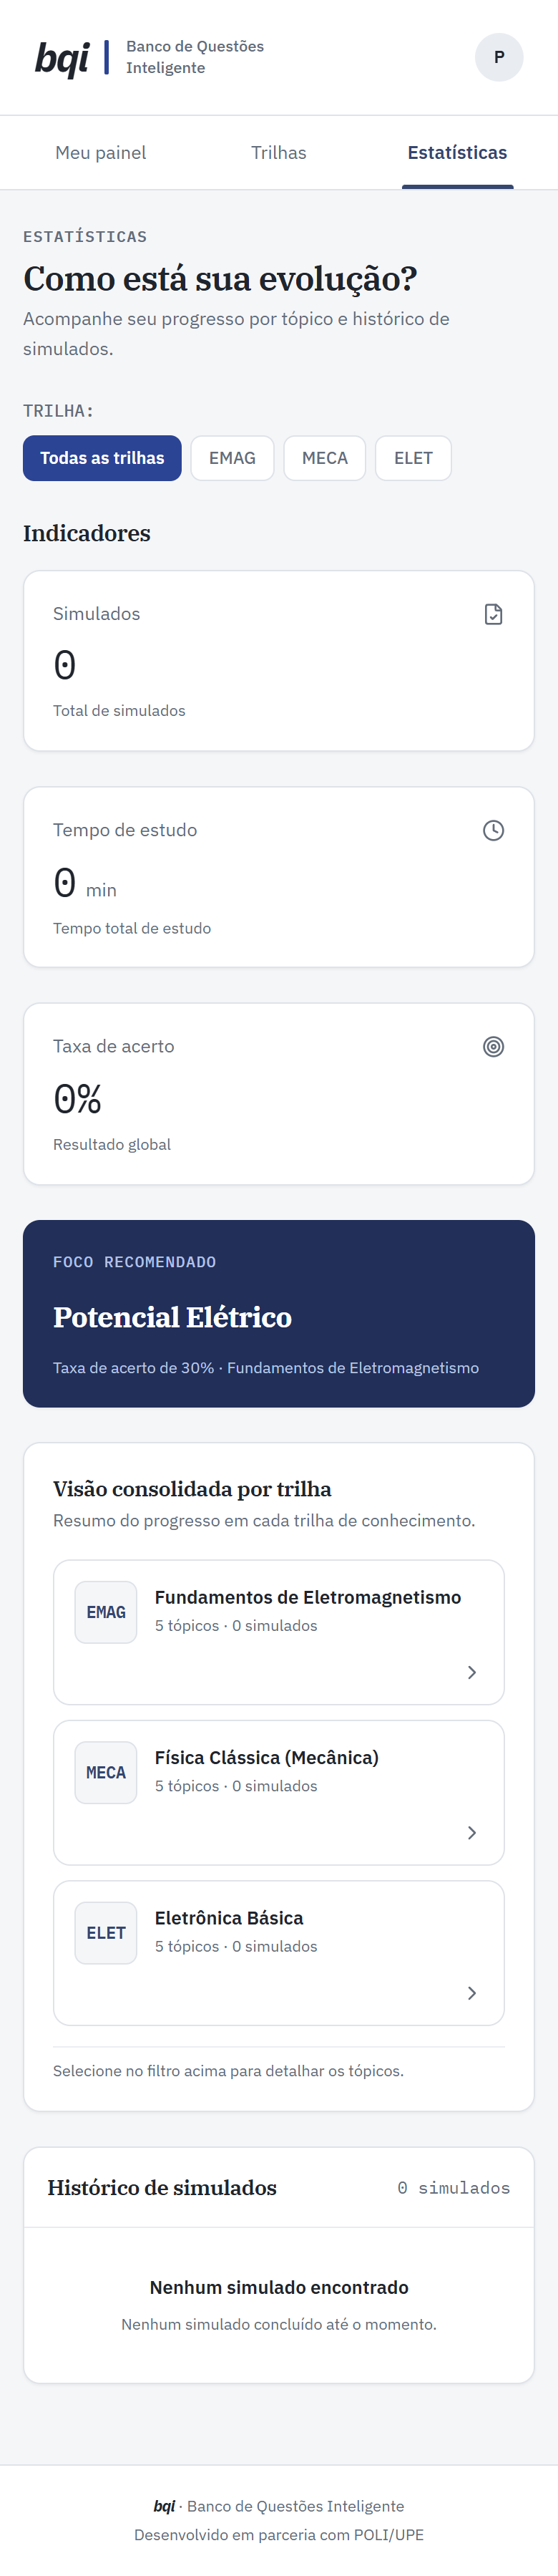 bqi
Banco de Questões
Inteligente
P
Meu painel
Trilhas
Estatísticas
ESTATÍSTICAS
Como está sua evolução?
Acompanhe seu progresso por tópico e histórico de
simulados.
TRILHA:
Todas as trilhas
EMAG
MECA
ELET
Indicadores
Simulados
0
Total de simulados
Tempo de estudo
0 min
Tempo total de estudo
Taxa de acerto
0%
Resultado global
FOCO RECOMENDADO
Potencial Elétrico
Taxa de acerto de 30% · Fundamentos de Eletromagnetismo
Visão consolidada por trilha
Resumo do progresso em cada trilha de conhecimento.
EMAG
Fundamentos de Eletromagnetismo
5 tópicos · 0 simulados
MECA
Física Clássica (Mecânica)
5 tópicos · 0 simulados
ELET
Eletrônica Básica
5 tópicos · 0 simulados
Selecione no filtro acima para detalhar os tópicos.
Histórico de simulados
0 simulados
Nenhum simulado encontrado
Nenhum simulado concluído até o momento.
bqi · Banco de Questões Inteligente
Desenvolvido em parceria com POLI/UPE